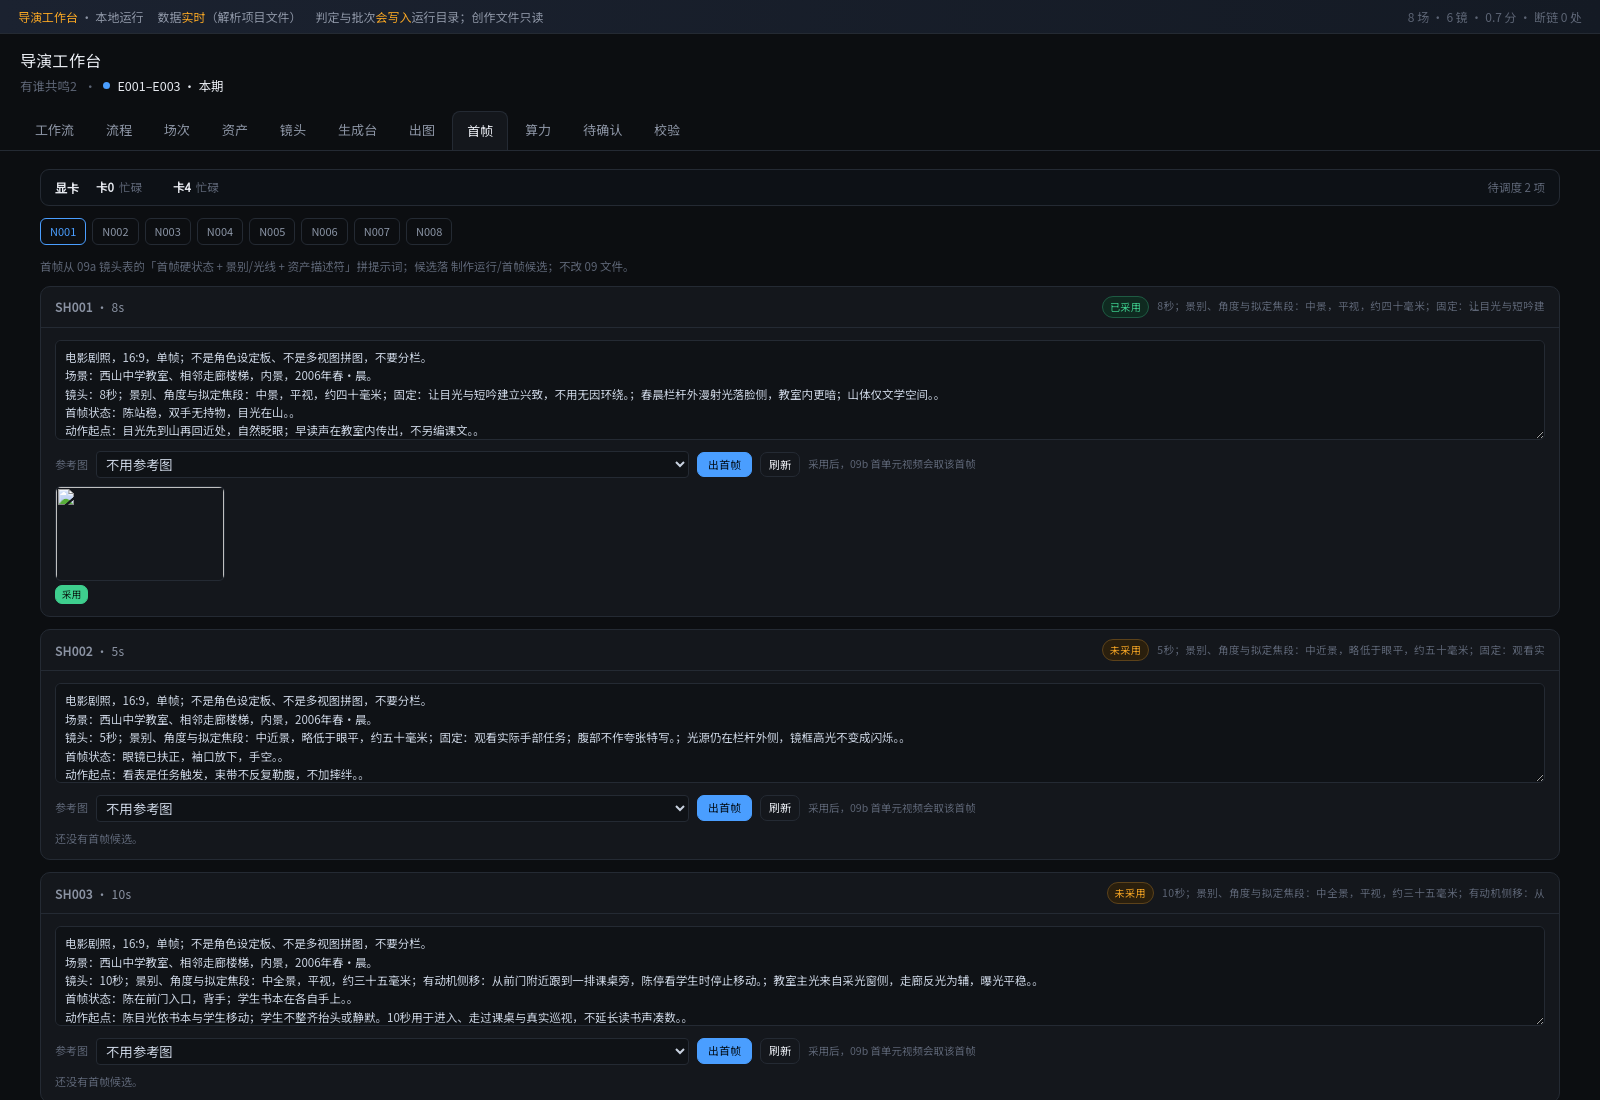 导演工作台 · 本地运行 数据实时（解析项目文件） 判定与批次会写入运行目录；创作文件只读 8 场 · 6 镜 · 0.7 分 · 断链 0 处
导演工作台
有谁共鸣2 · E001–E003 · 本期
工作流 流程 场次 资产 镜头 生成台 出图 首帧 算力 待确认 校验
显卡 卡0 忙碌 卡4 忙碌 待调度 2 项
N001 N002 N003 N004 N005 N006 N007 N008
首帧从 09a 镜头表的「首帧硬状态 + 景别/光线 + 资产描述符」拼提示词；候选落 制作运行/首帧候选；不改 09 文件。
SH001 · 8s 已采用 8秒；景别、角度与拟定焦段：中景，平视，约四十毫米；固定：让目光与短吟建
电影剧照，16:9，单帧；不是角色设定板、不是多视图拼图，不要分栏。
场景：西山中学教室、相邻走廊楼梯，内景，2006年春·晨。
镜头：8秒；景别、角度与拟定焦段：中景，平视，约四十毫米；固定：让目光与短吟建立兴致，不用无因环绕。；春晨栏杆外漫射光落脸侧，教室内更暗；山体仅文学空间。。
首帧状态：陈站稳，双手无持物，目光在山。。
动作起点：目光先到山再回近处，自然眨眼；早读声在教室内传出，不另编课文。。
参考图 不用参考图 出首帧 刷新 采用后，09b 首单元视频会取该首帧
采用
SH002 · 5s 未采用 5秒；景别、角度与拟定焦段：中近景，略低于眼平，约五十毫米；固定：观看实
电影剧照，16:9，单帧；不是角色设定板、不是多视图拼图，不要分栏。
场景：西山中学教室、相邻走廊楼梯，内景，2006年春·晨。
镜头：5秒；景别、角度与拟定焦段：中近景，略低于眼平，约五十毫米；固定：观看实际手部任务；腹部不作夸张特写。；光源仍在栏杆外侧，镜框高光不变成闪烁。。
首帧状态：眼镜已扶正，袖口放下，手空。。
动作起点：看表是任务触发，束带不反复勒腹，不加摔绊。。
参考图 不用参考图 出首帧 刷新 采用后，09b 首单元视频会取该首帧
还没有首帧候选。
SH003 · 10s 未采用 10秒；景别、角度与拟定焦段：中全景，平视，约三十五毫米；有动机侧移：从
电影剧照，16:9，单帧；不是角色设定板、不是多视图拼图，不要分栏。
场景：西山中学教室、相邻走廊楼梯，内景，2006年春·晨。
镜头：10秒；景别、角度与拟定焦段：中全景，平视，约三十五毫米；有动机侧移：从前门附近跟到一排课桌旁，陈停看学生时停止移动。；教室主光来自采光窗侧，走廊反光为辅，曝光平稳。。
首帧状态：陈在前门入口，背手；学生书本在各自手上。。
动作起点：陈目光依书本与学生移动；学生不整齐抬头或静默。10秒用于进入、走过课桌与真实巡视，不延长读书声凑数。。
参考图 不用参考图 出首帧 刷新 采用后，09b 首单元视频会取该首帧
还没有首帧候选。